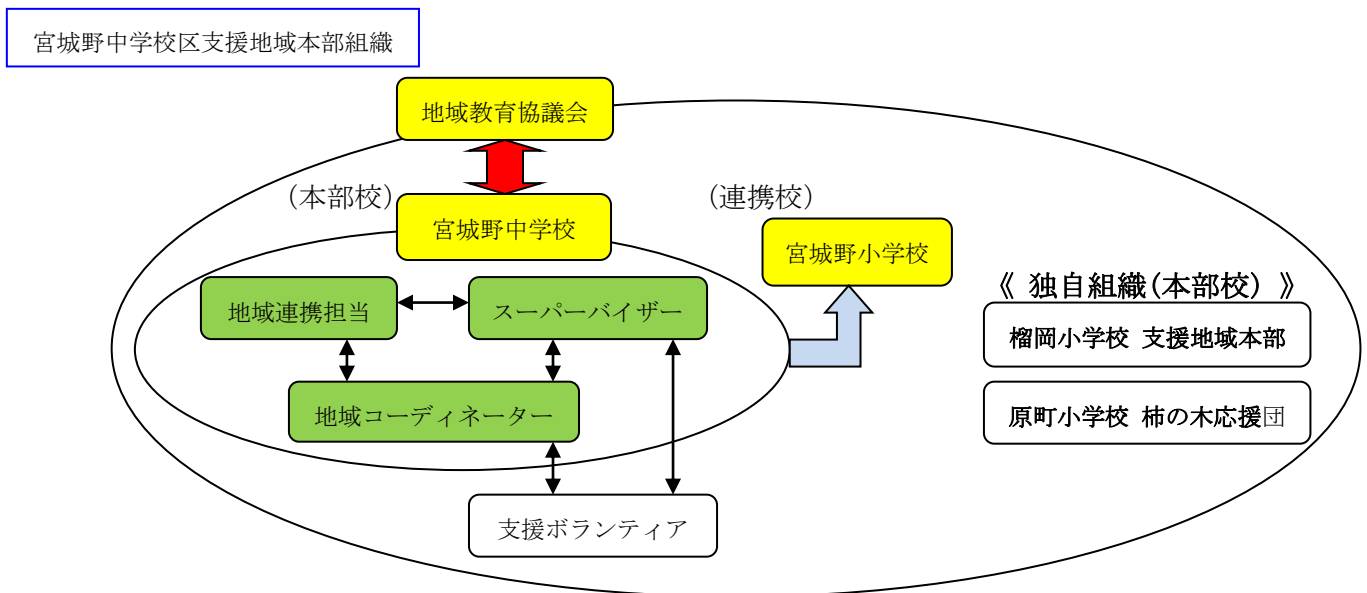 宮城野中学校区支援地域本部組織
地域教育協議会
(本部校)
(連携校)
宮城野中学校
宮城野小学校
地域連携担当
スーパーバイザー
地域コーディネーター
支援ボランティア
《 独自組織(本部校) 》
榴岡小学校 支援地域本部
原町小学校 柿の木応援団